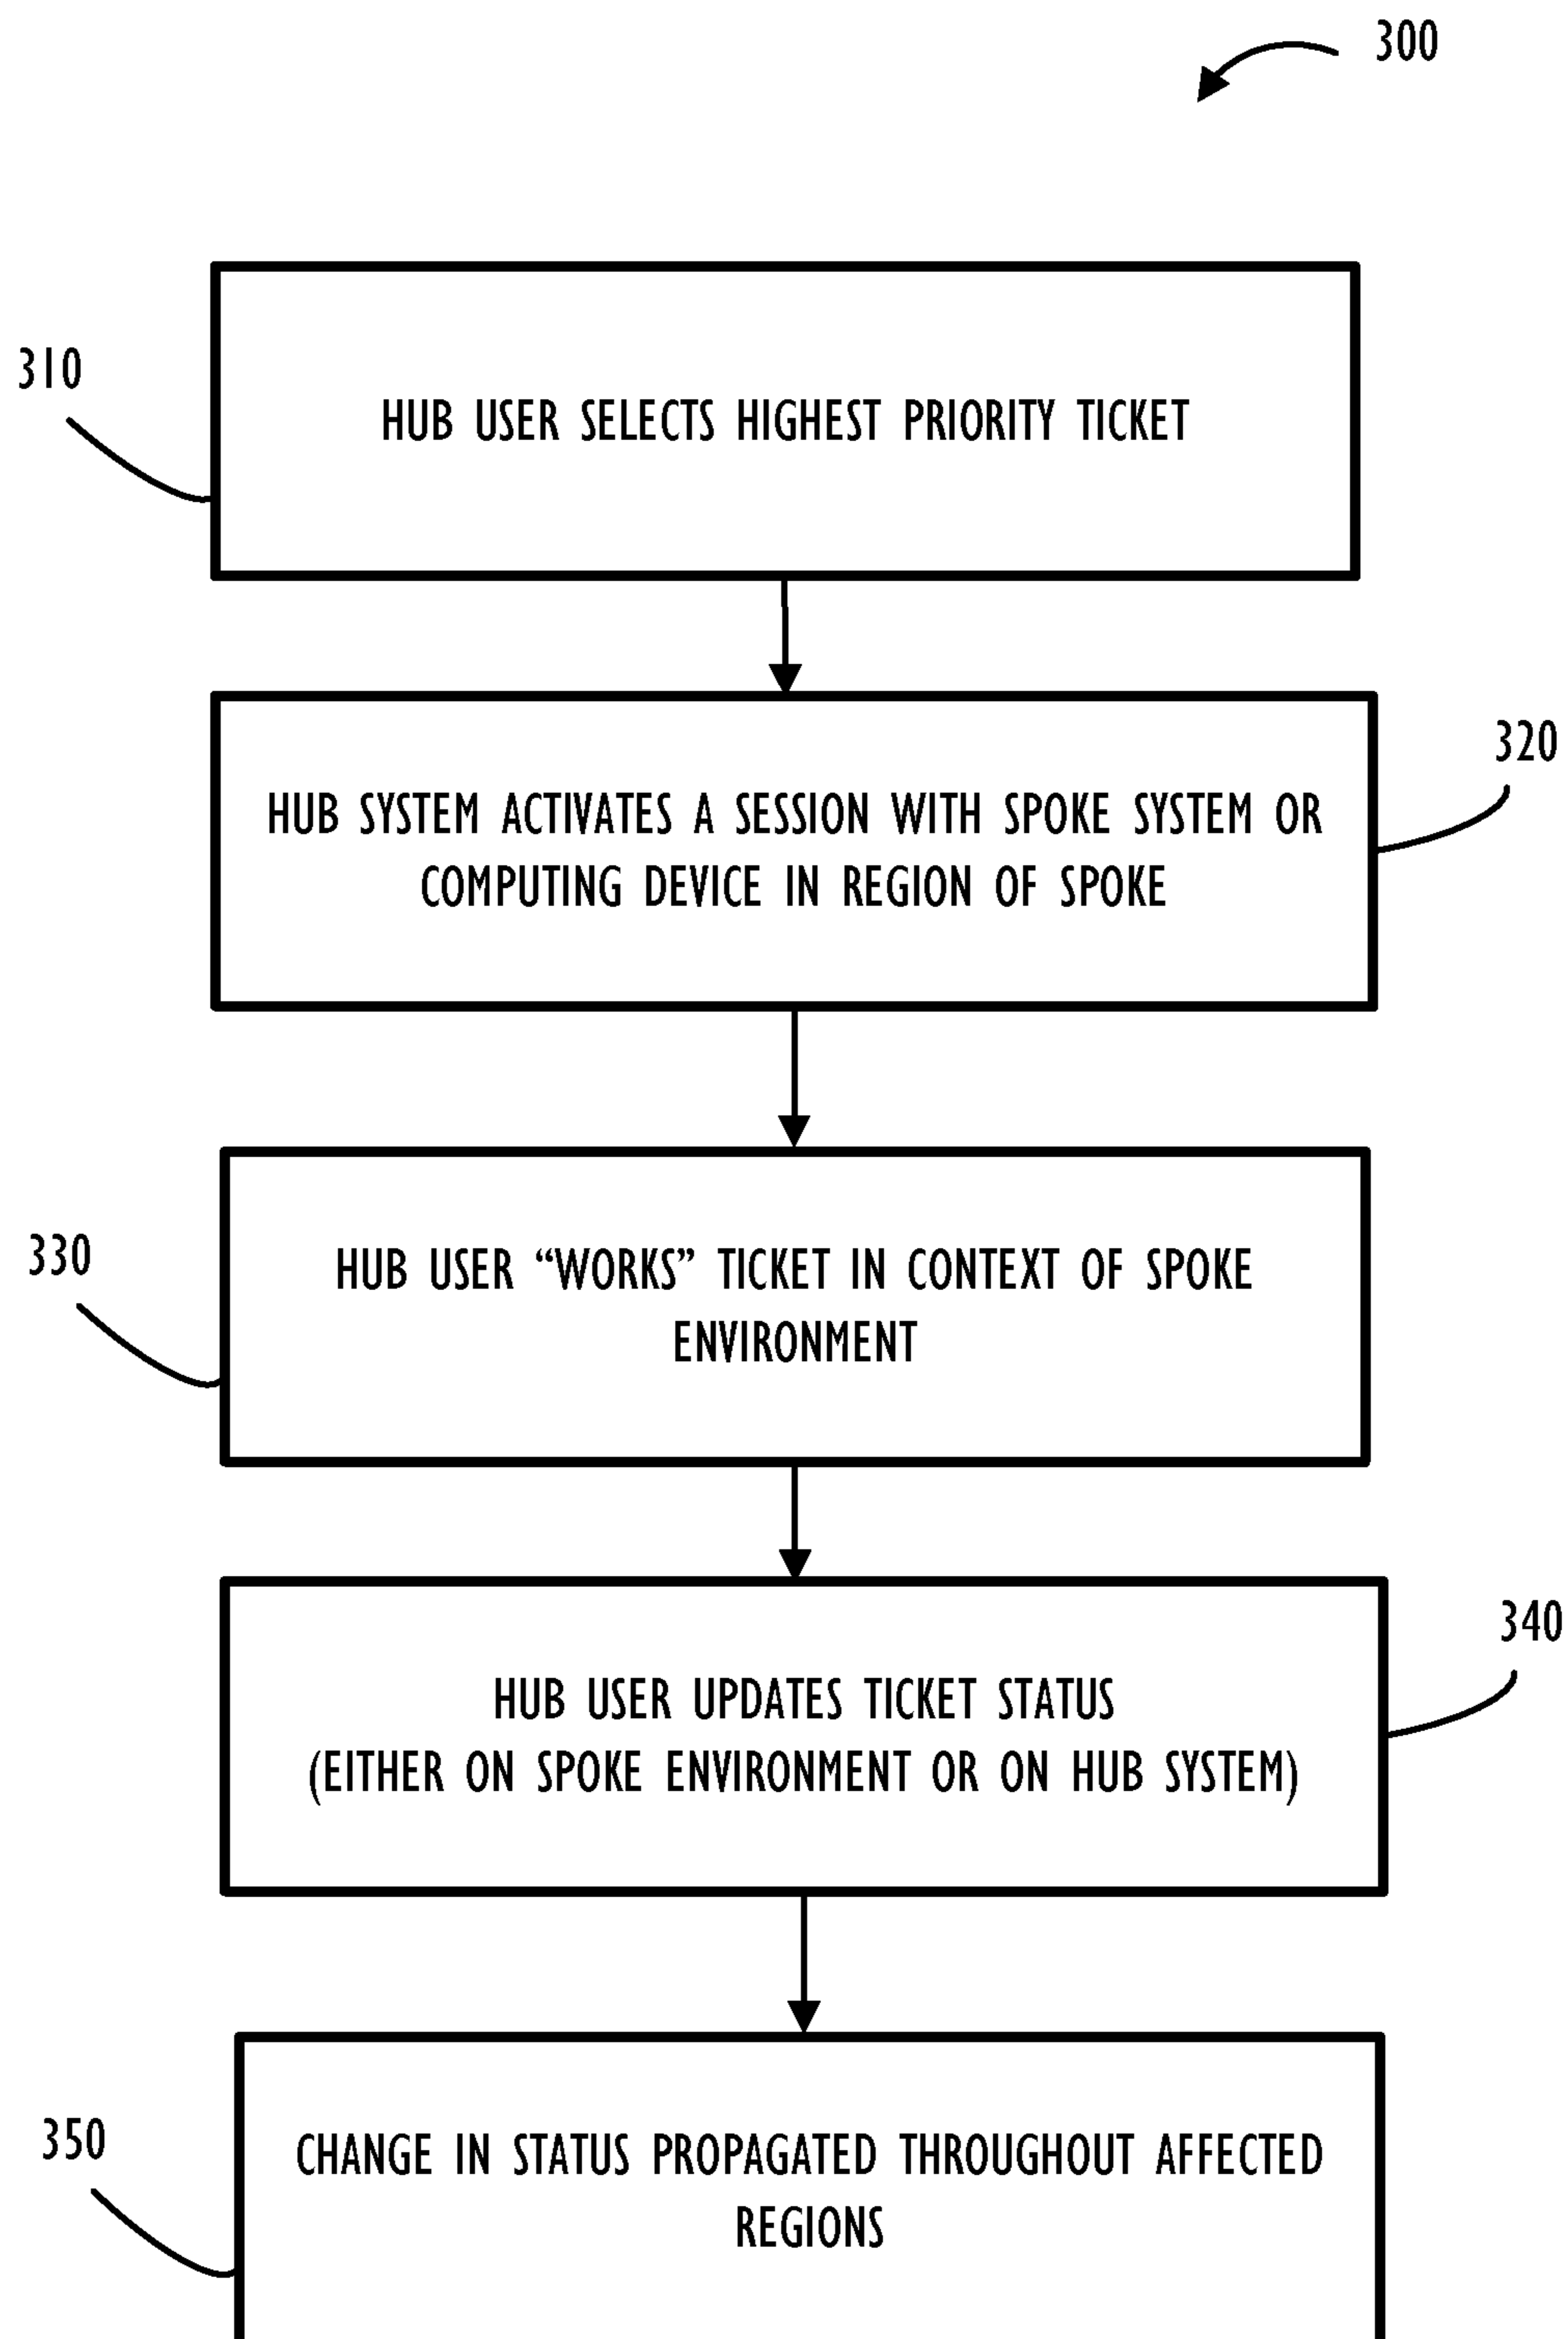 300
310
HUB USER SELECTS HIGHEST PRIORITY TICKET
320
HUB SYSTEM ACTIVATES A SESSION WITH SPOKE SYSTEM OR
COMPUTING DEVICE IN REGION OF SPOKE
330
HUB USER “WORKS” TICKET IN CONTEXT OF SPOKE
ENVIRONMENT
340
HUB USER UPDATES TICKET STATUS
(EITHER ON SPOKE ENVIRONMENT OR ON HUB SYSTEM)
350
CHANGE IN STATUS PROPAGATED THROUGHOUT AFFECTED
REGIONS